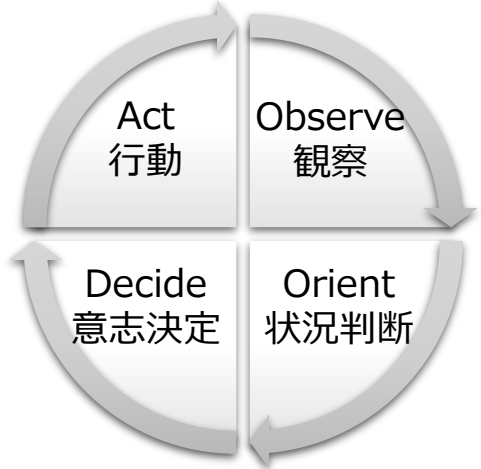 Act
行動
Observe
観察
Decide
意志決定
Orient
状況判断